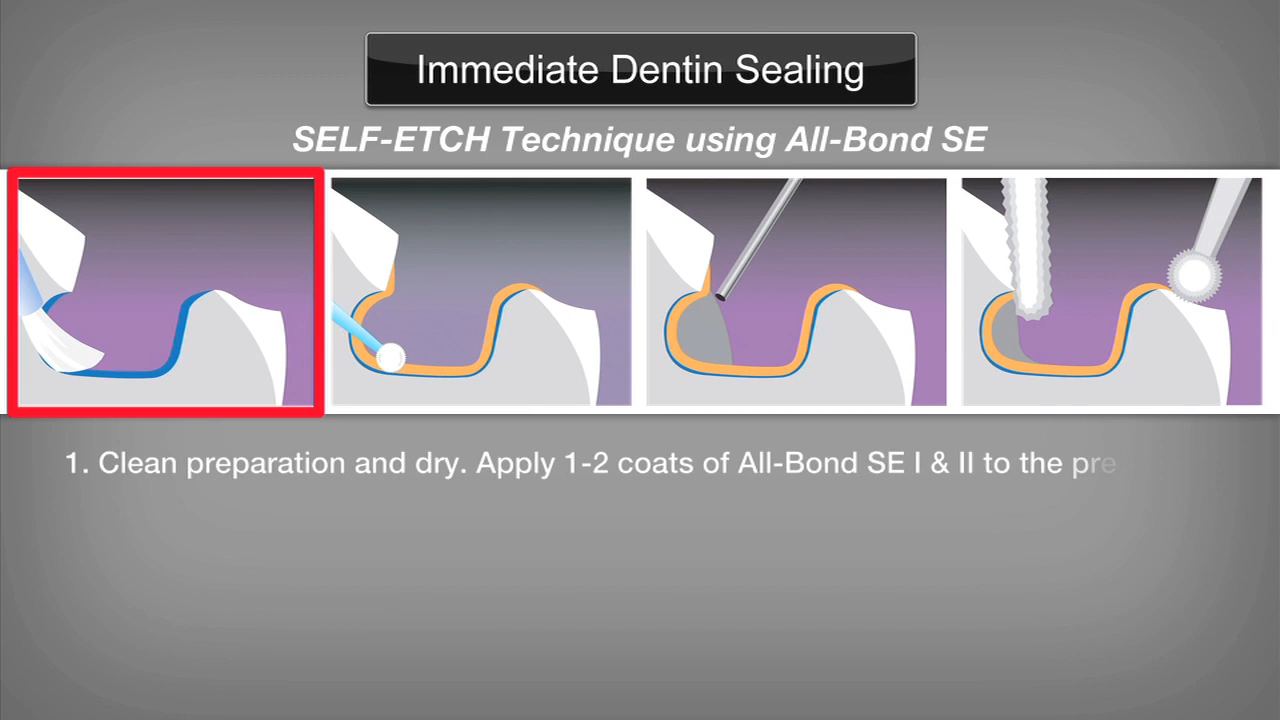 Immediate Dentin Sealing
SELF-ETCH Technique using All-Bond SE
1. Clean preparation and dry. Apply 1-2 coats of All-Bond SE I & II to the pre